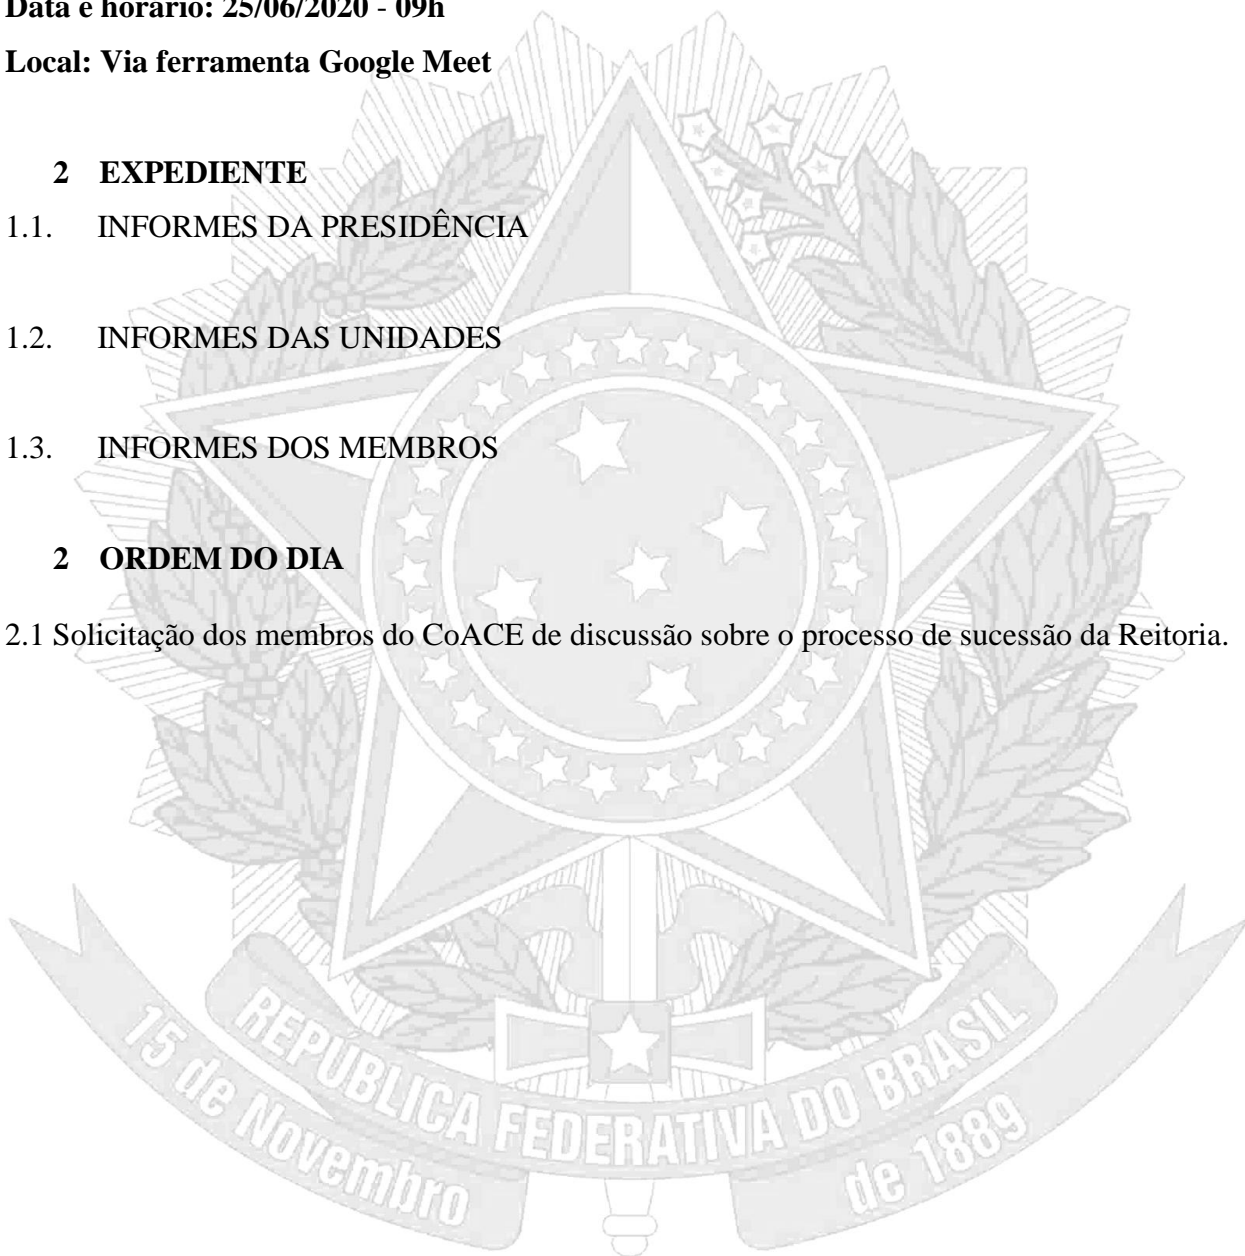 Data e horário: 25/06/2020 - 09h
Local: Via ferramenta Google Meet
2 EXPEDIENTE
1.1. INFORMES DA PRESIDÊNCIA
1.2. INFORMES DAS UNIDADES
1.3. INFORMES DOS MEMBROS
2 ORDEM DO DIA
2.1 Solicitação dos membros do CoACE de discussão sobre o processo de sucessão da Reitoria.
REPÚBLICA FEDERATIVA DO BRASIL
15 de Novembro de 1889